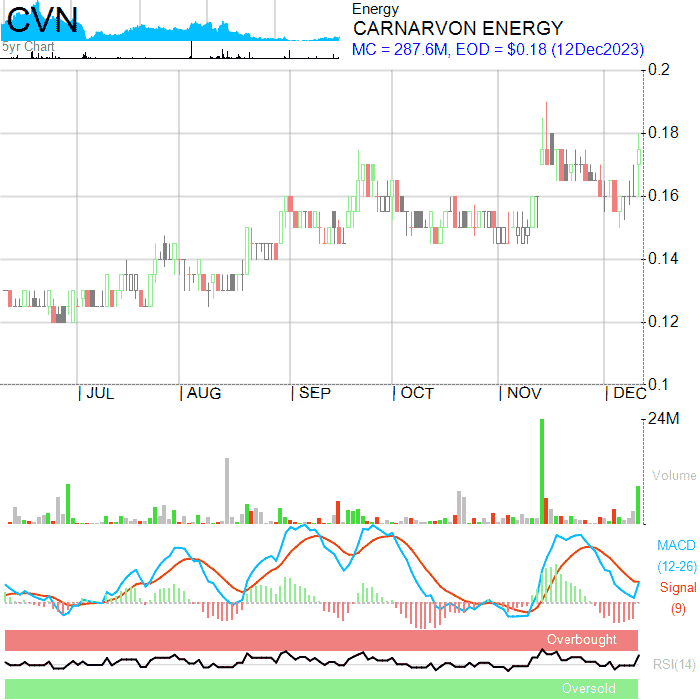 CVN
5yr Chart
Energy
CARNARVON ENERGY
MC = 287.6M, EOD = $0.18 (12Dec2023)
0.2
0.18
0.16
0.14
0.12
0.1
JUL
AUG
SEP
OCT
NOV
DEC
24M
Volume
MACD
(12-26)
Signal
(9)
Overbought
RSI(14)
Oversold